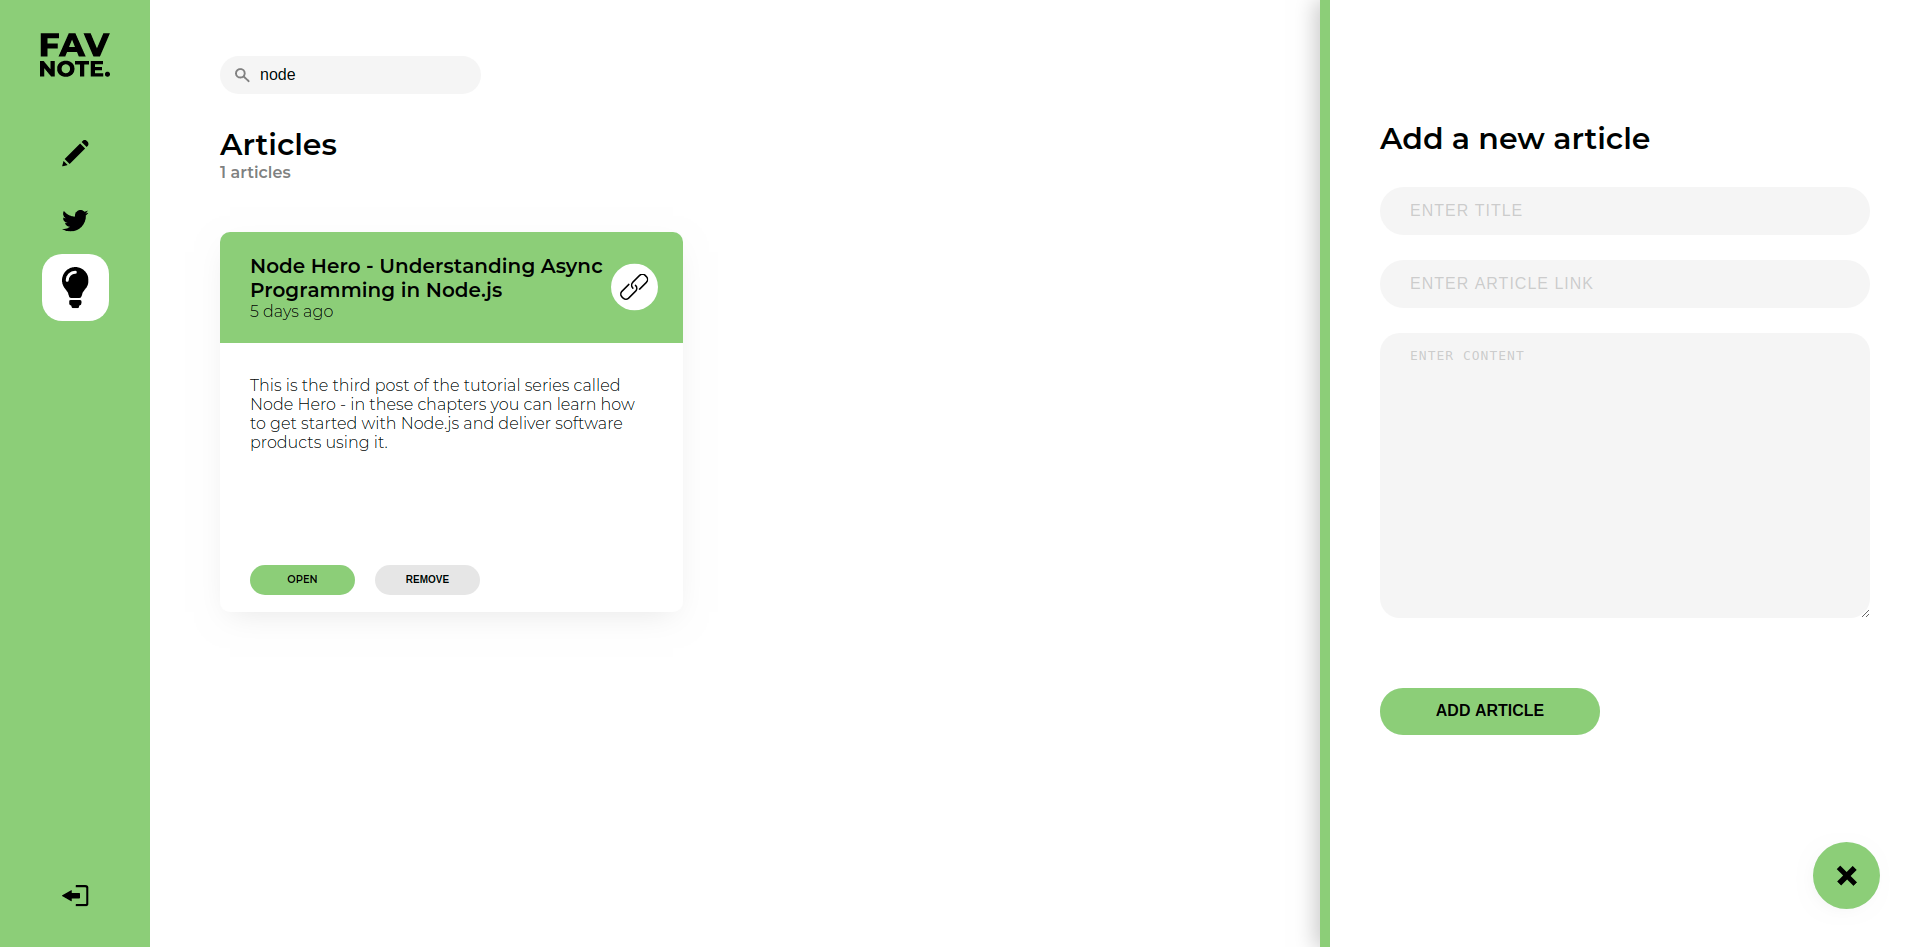 FAV
NOTE.
node
Articles
1 articles
Node Hero - Understanding Async
Programming in Node.js
5 days ago
This is the third post of the tutorial series called
Node Hero - in these chapters you can learn how
to get started with Node.js and deliver software
products using it.
OPEN
REMOVE
Add a new article
ENTER TITLE
ENTER ARTICLE LINK
ENTER CONTENT
ADD ARTICLE